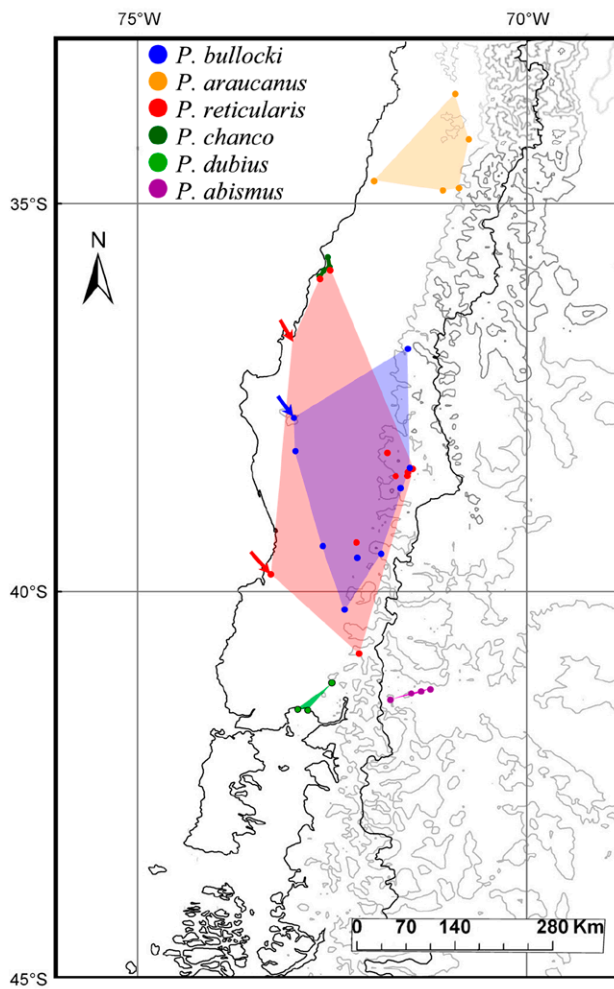 75°W 70°W
P. bullocki
P. araucanus
P. reticularis
P. chanco
P. dubius
P. abismus
35°S
N
40°S
0 70 140 280 Km
45°S